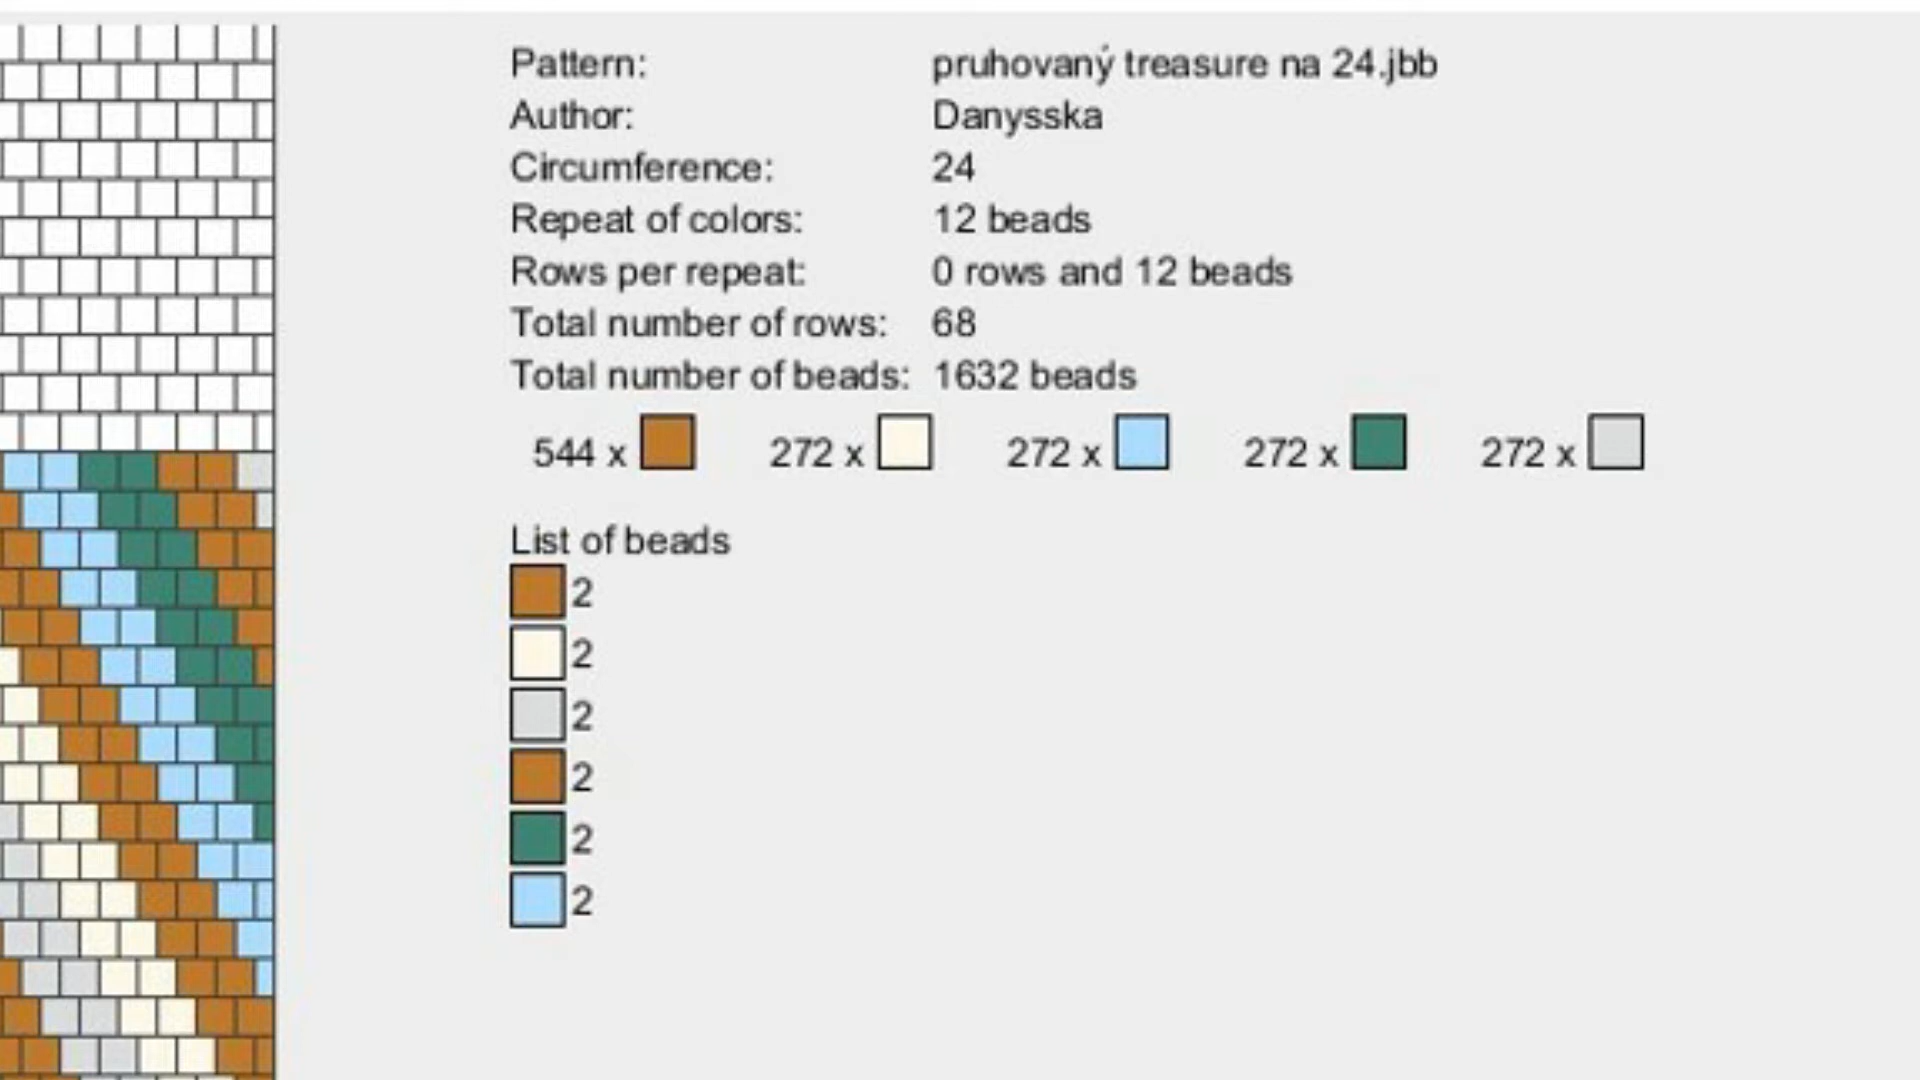 Pattern: pruhovaný treasure na 24.jbb
Author: Danysska
Circumference: 24
Repeat of colors: 12 beads
Rows per repeat: 0 rows and 12 beads
Total number of rows: 68
Total number of beads: 1632 beads
544 x 272 x 272 x 272 x 272 x
List of beads
2
2
2
2
2
2